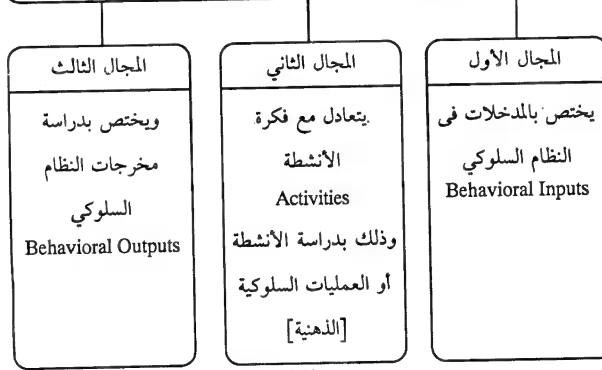 المجال الأول
يختص بالمدخلات فى
النظام السلوكي
Behavioral Inputs
المجال الثاني
يتعادل مع فكرة
الأنشطة
Activities
وذلك بدراسة الأنشطة
أو العمليات السلوكية
[الذهنية]
المجال الثالث
ويختص بدراسة
مخرجات النظام
السلوكي
Behavioral Outputs